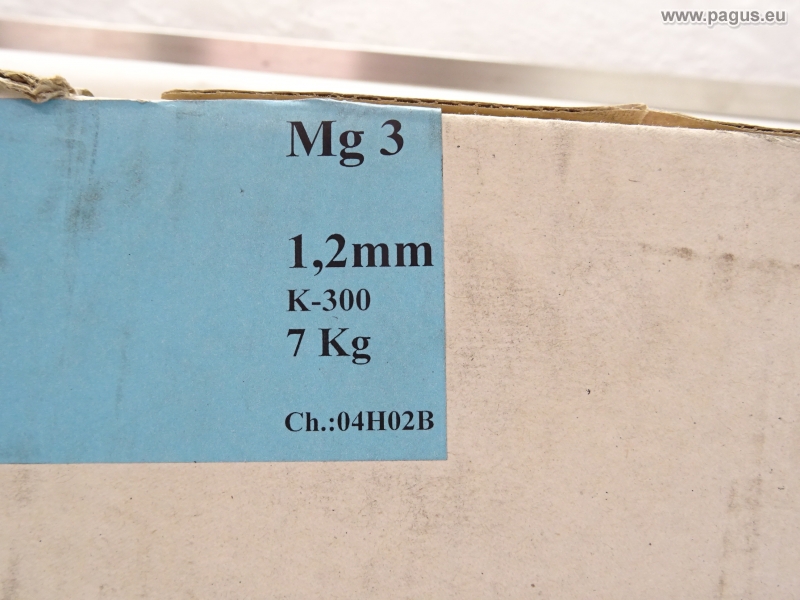 www.pagus.eu
Mg 3
1,2mm
K-300
7 Kg
Ch.:04H02B